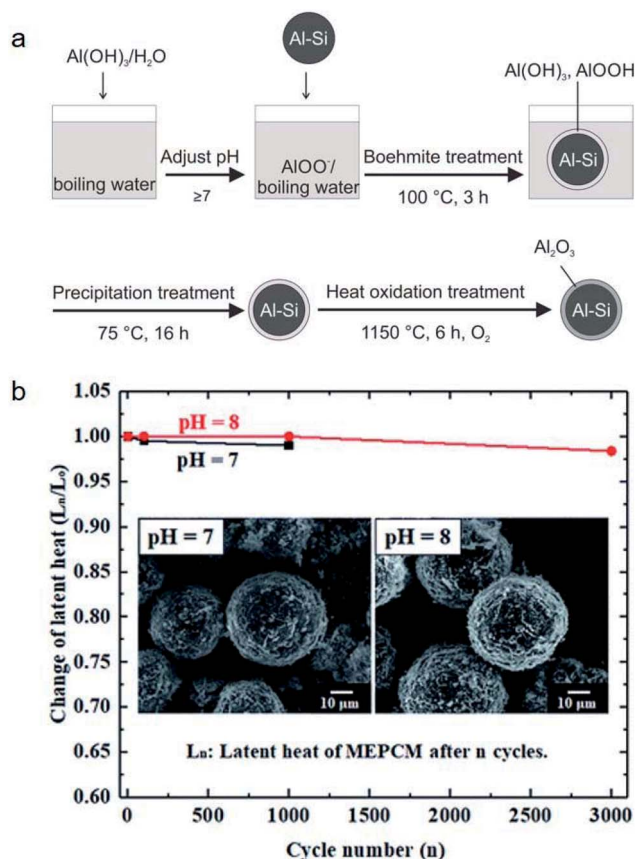 a
Al(OH)₃/H₂O
boiling water
Adjust pH
≥7
Al-Si
AlOO⁻/
boiling water
Boehmite treatment
100 °C, 3 h
Al(OH)₃, AlOOH
Al-Si
Precipitation treatment
75 °C, 16 h
Al-Si
Heat oxidation treatment
1150 °C, 6 h, O₂
Al₂O₃
Al-Si
b
Change of latent heat (Lₙ/Lₒ)
1.05
1.00
0.95
0.90
0.85
0.80
0.75
0.70
0.65
0.60
pH = 8
pH = 7
pH = 7
10 μm
pH = 8
10 μm
Lₙ: Latent heat of MEPCM after n cycles.
0 500 1000 1500 2000 2500 3000
Cycle number (n)